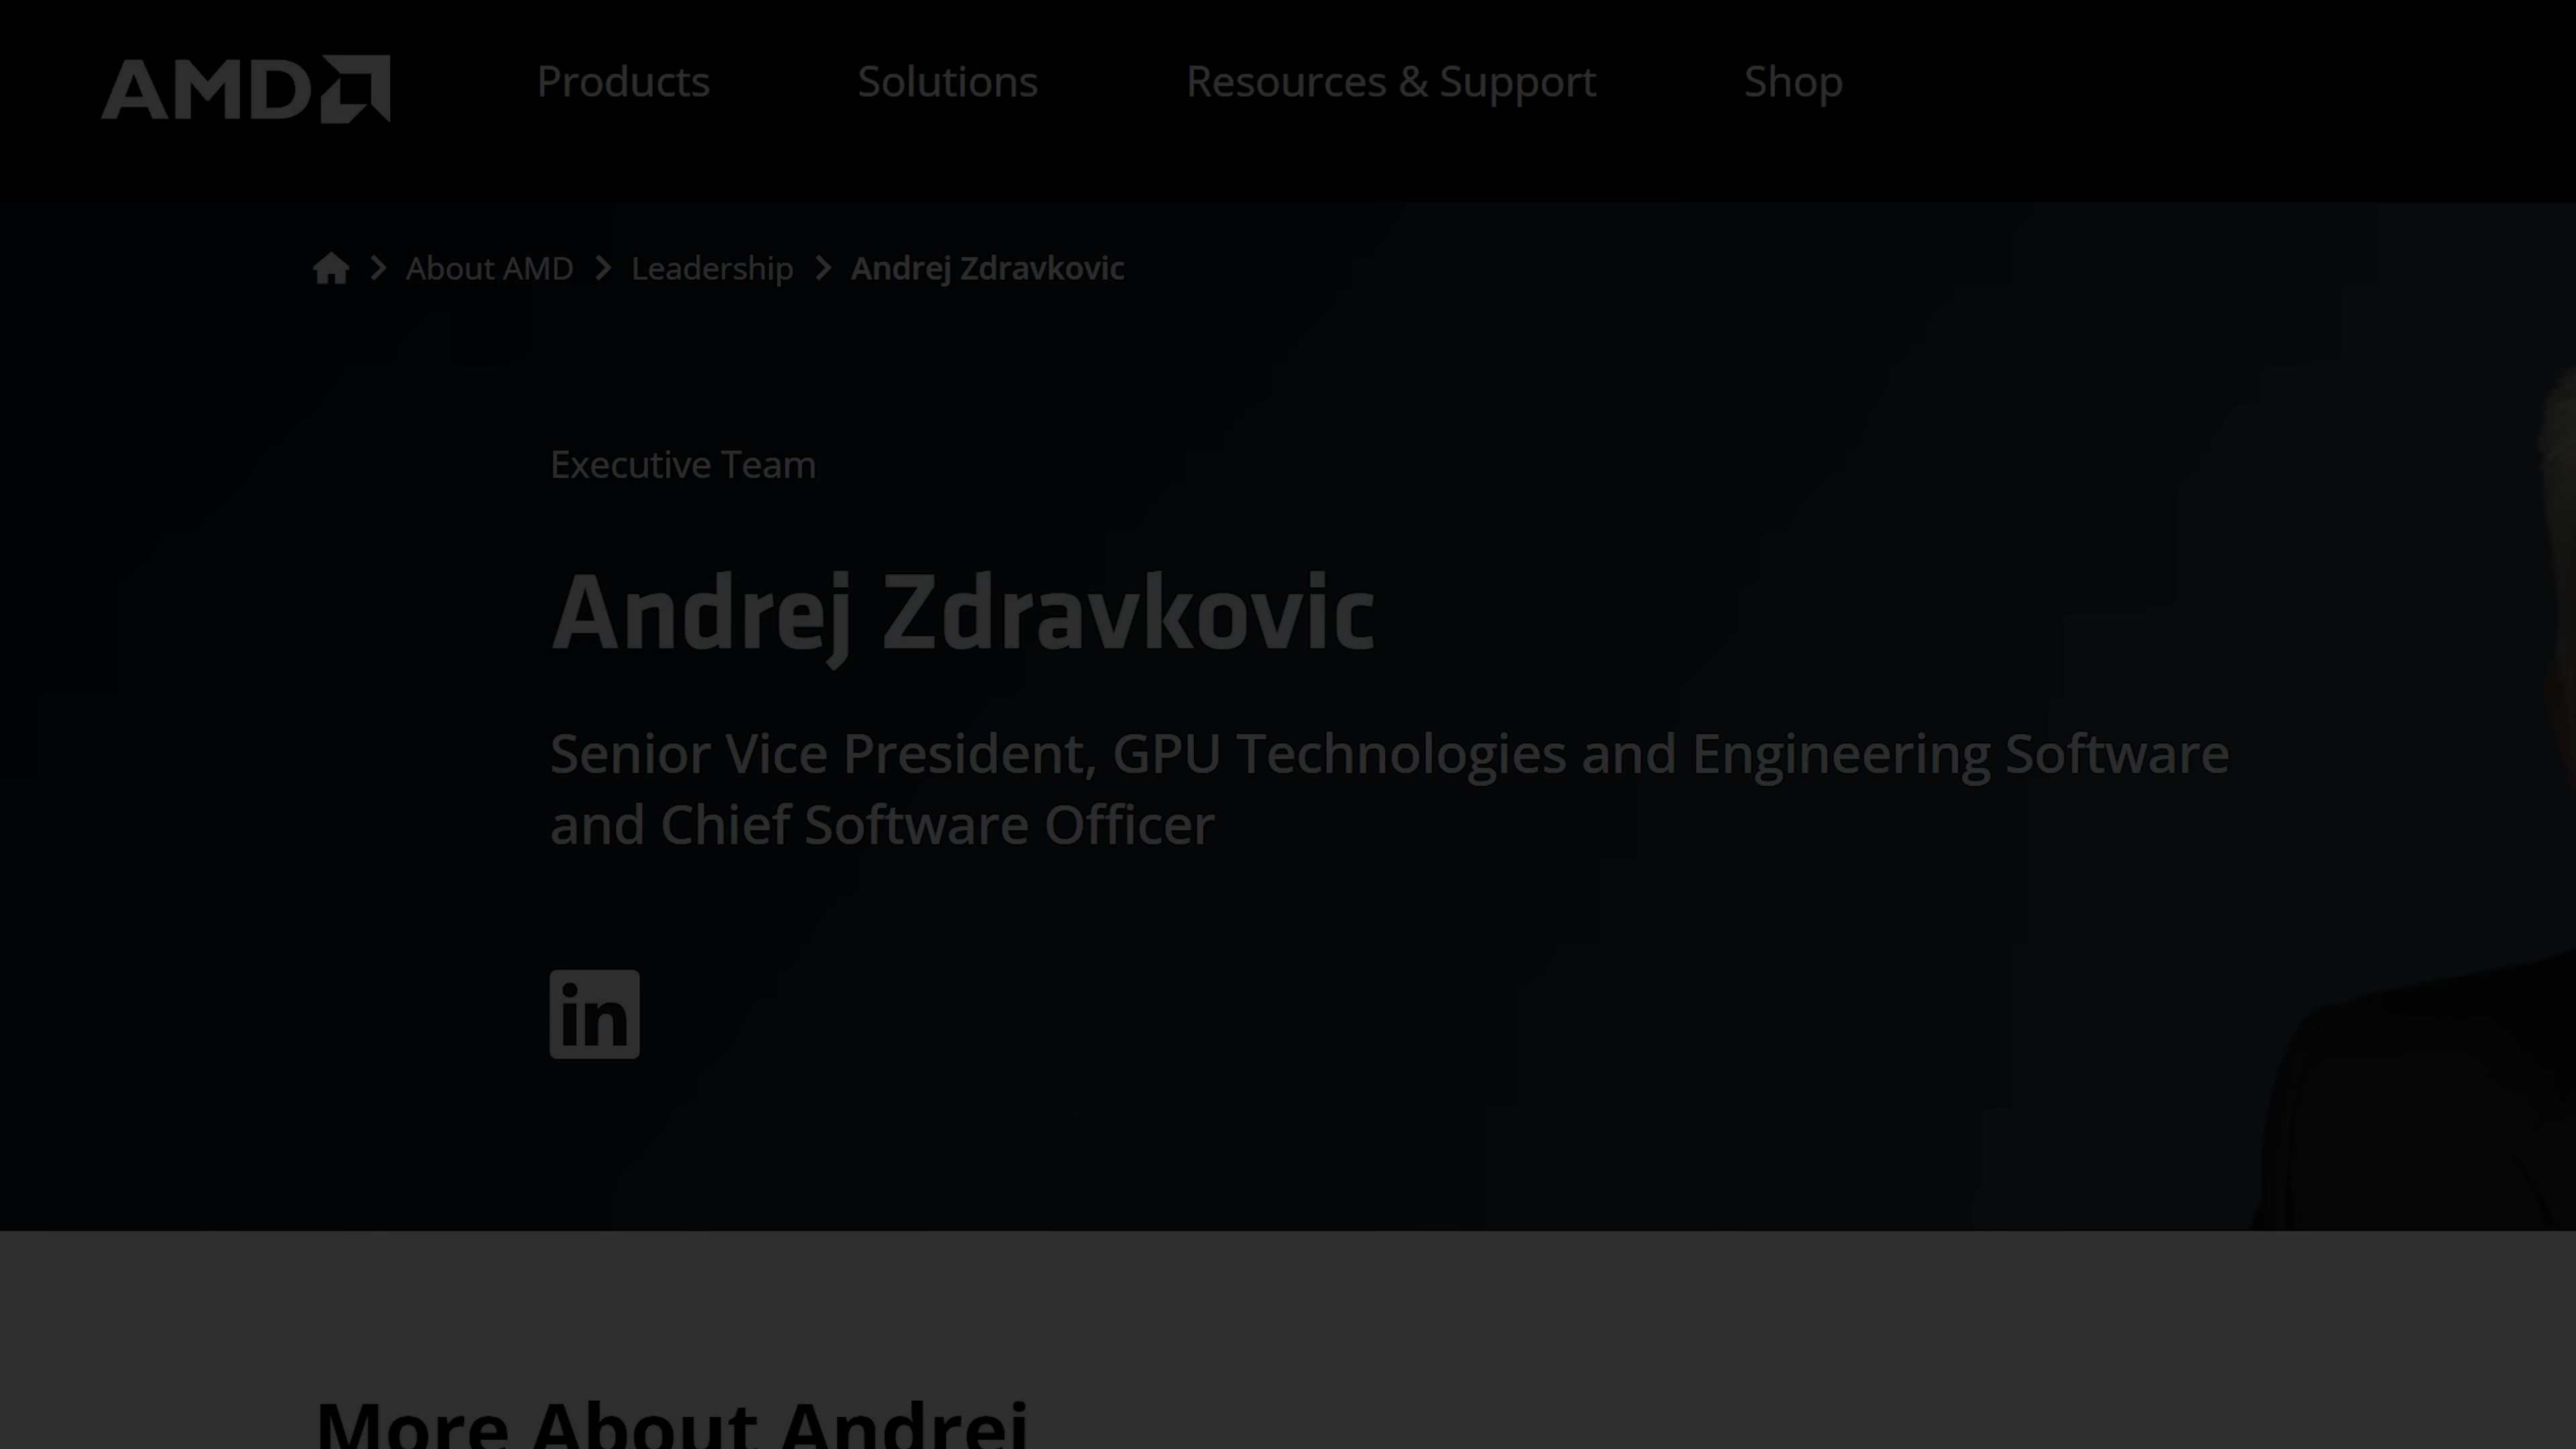 AMD
Products
Solutions
Resources & Support
Shop
About AMD
Leadership
Andrej Zdravkovic
Executive Team
Andrej Zdravkovic
Senior Vice President, GPU Technologies and Engineering Software
and Chief Software Officer
in
More About Andrej